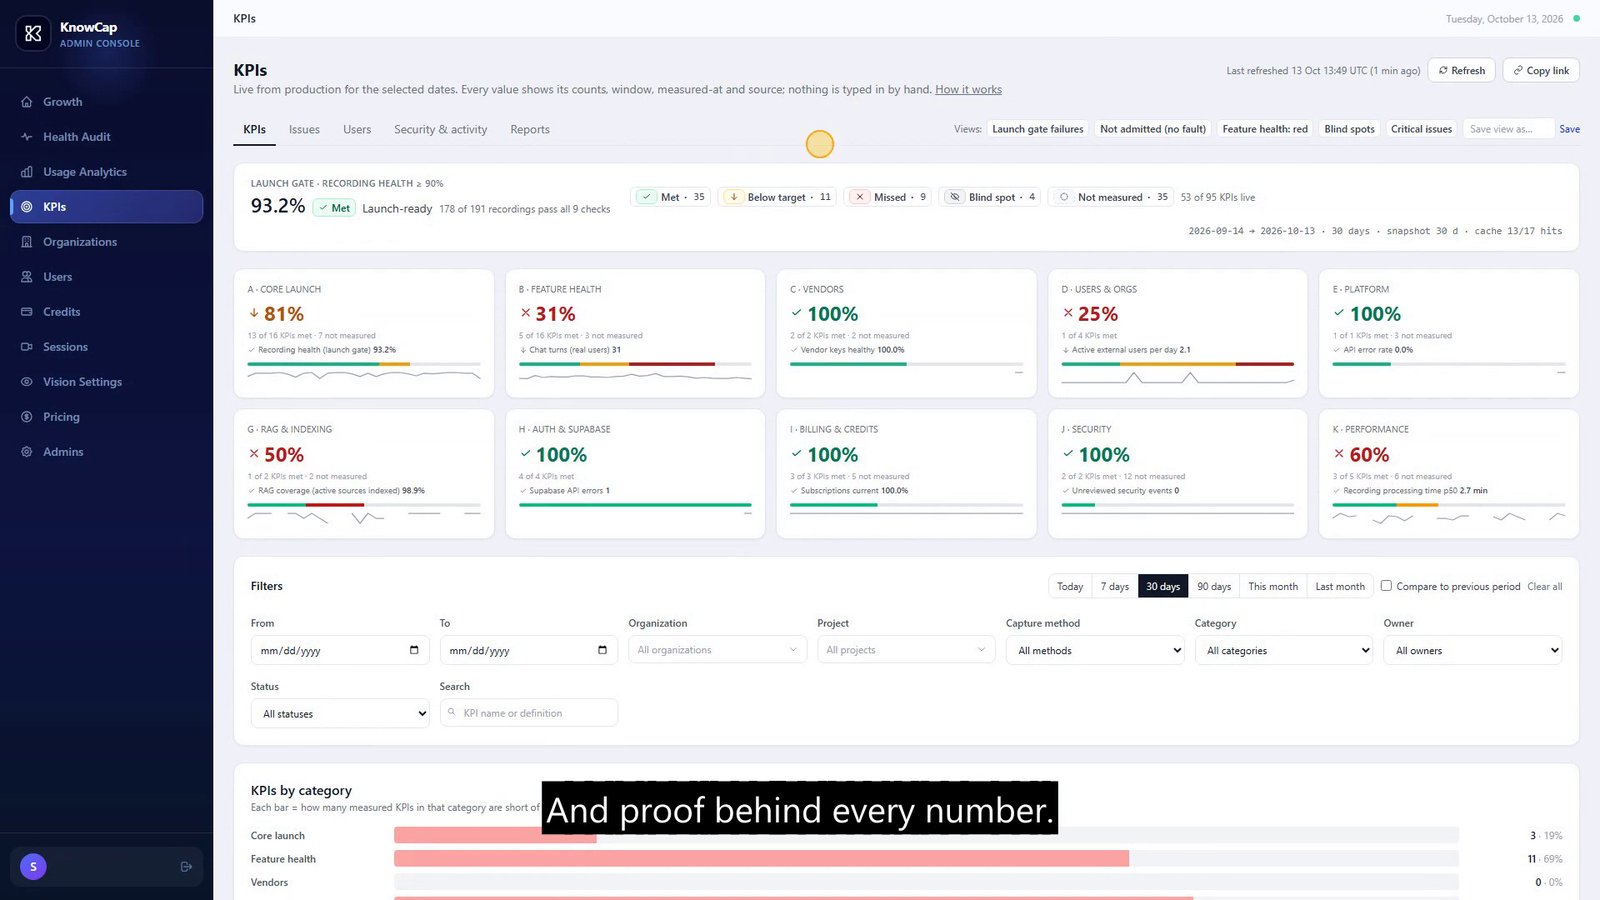 KnowCap
ADMIN CONSOLE
Growth
Health Audit
Usage Analytics
KPIs
Organizations
Users
Credits
Sessions
Vision Settings
Pricing
Admins
S
KPIs
Tuesday, October 13, 2026
KPIs
Last refreshed 13 Oct 13:49 UTC (1 min ago) Refresh Copy link
Live from production for the selected dates. Every value shows its counts, window, measured-at and source; nothing is typed in by hand. How it works
KPIs Issues Users Security & activity Reports
Views: Launch gate failures Not admitted (no fault) Feature health: red Blind spots Critical issues Save view as... Save
LAUNCH GATE · RECORDING HEALTH ≥ 90%
93.2% Met Launch-ready 178 of 191 recordings pass all 9 checks
Met · 35 Below target · 11 Missed · 9 Blind spot · 4 Not measured · 35 53 of 95 KPIs live
2026-09-14 → 2026-10-13 · 30 days · snapshot 30 d · cache 13/17 hits
A · CORE LAUNCH
↓ 81%
13 of 16 KPIs met · 7 not measured
✓ Recording health (launch gate) 93.2%
B · FEATURE HEALTH
× 31%
5 of 16 KPIs met · 3 not measured
↓ Chat turns (real users) 31
C · VENDORS
✓ 100%
2 of 2 KPIs met · 2 not measured
✓ Vendor keys healthy 100.0%
D · USERS & ORGS
× 25%
1 of 4 KPIs met
↓ Active external users per day 2.1
E · PLATFORM
✓ 100%
1 of 1 KPIs met · 3 not measured
✓ API error rate 0.0%
G · RAG & INDEXING
× 50%
1 of 2 KPIs met · 2 not measured
✓ RAG coverage (active sources indexed) 98.9%
H · AUTH & SUPABASE
✓ 100%
4 of 4 KPIs met
✓ Supabase API errors 1
I · BILLING & CREDITS
✓ 100%
3 of 3 KPIs met · 5 not measured
✓ Subscriptions current 100.0%
J · SECURITY
✓ 100%
2 of 2 KPIs met · 12 not measured
✓ Unreviewed security events 0
K · PERFORMANCE
× 60%
3 of 5 KPIs met · 6 not measured
✓ Recording processing time p50 2.7 min
Filters
Today 7 days 30 days 90 days This month Last month Compare to previous period Clear all
From To Organization Project Capture method Category Owner
mm/dd/yyyy mm/dd/yyyy All organizations All projects All methods All categories All owners
Status Search
All statuses KPI name or definition
KPIs by category
Each bar = how many measured KPIs in that category are short of
And proof behind every number.
Core launch 3 · 19%
Feature health 11 · 69%
Vendors 0 · 0%